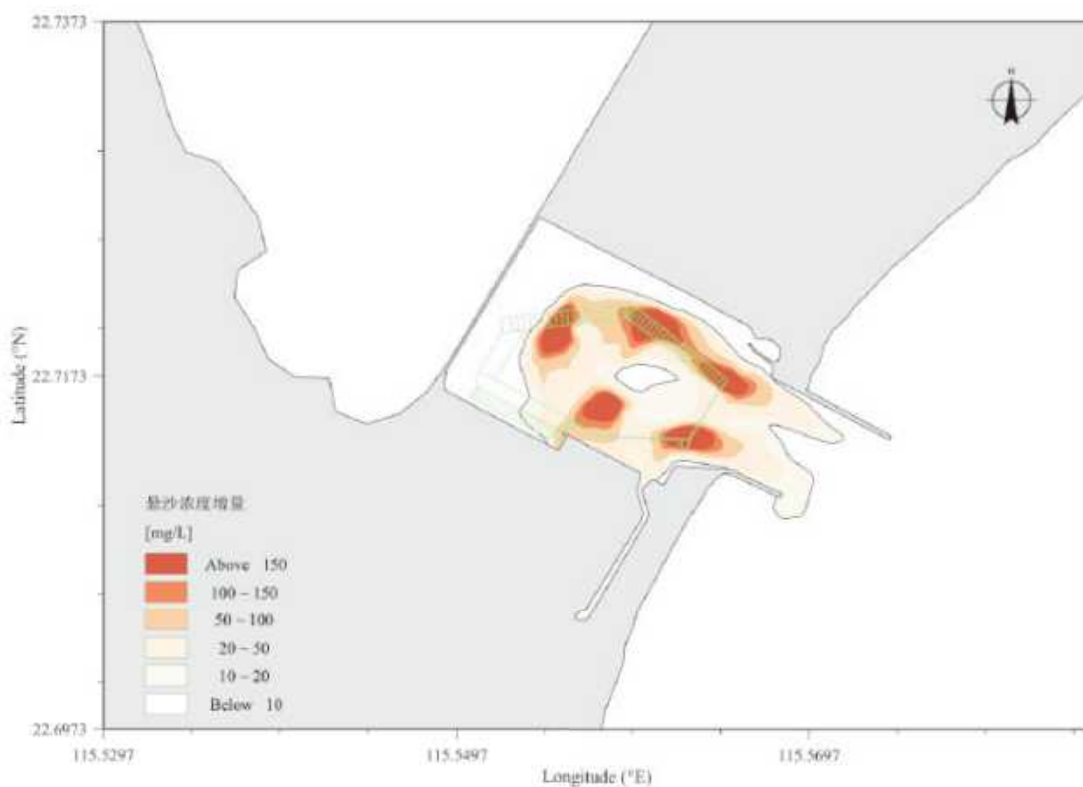 22.7373
N
22.7173
Latitude (°N)
悬沙浓度增量
[mg/L]
Above 150
100 ~ 150
50 ~ 100
20 ~ 50
10 ~ 20
Below 10
22.6973
115.5297
115.5497
115.5697
Longitude (°E)